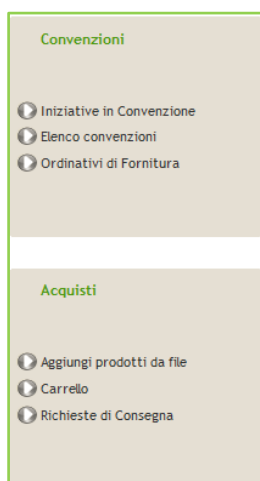 Convenzioni
Iniziative in Convenzione
Elenco convenzioni
Ordinativi di Fornitura
Acquisti
Aggiungi prodotti da file
Carrello
Richieste di Consegna